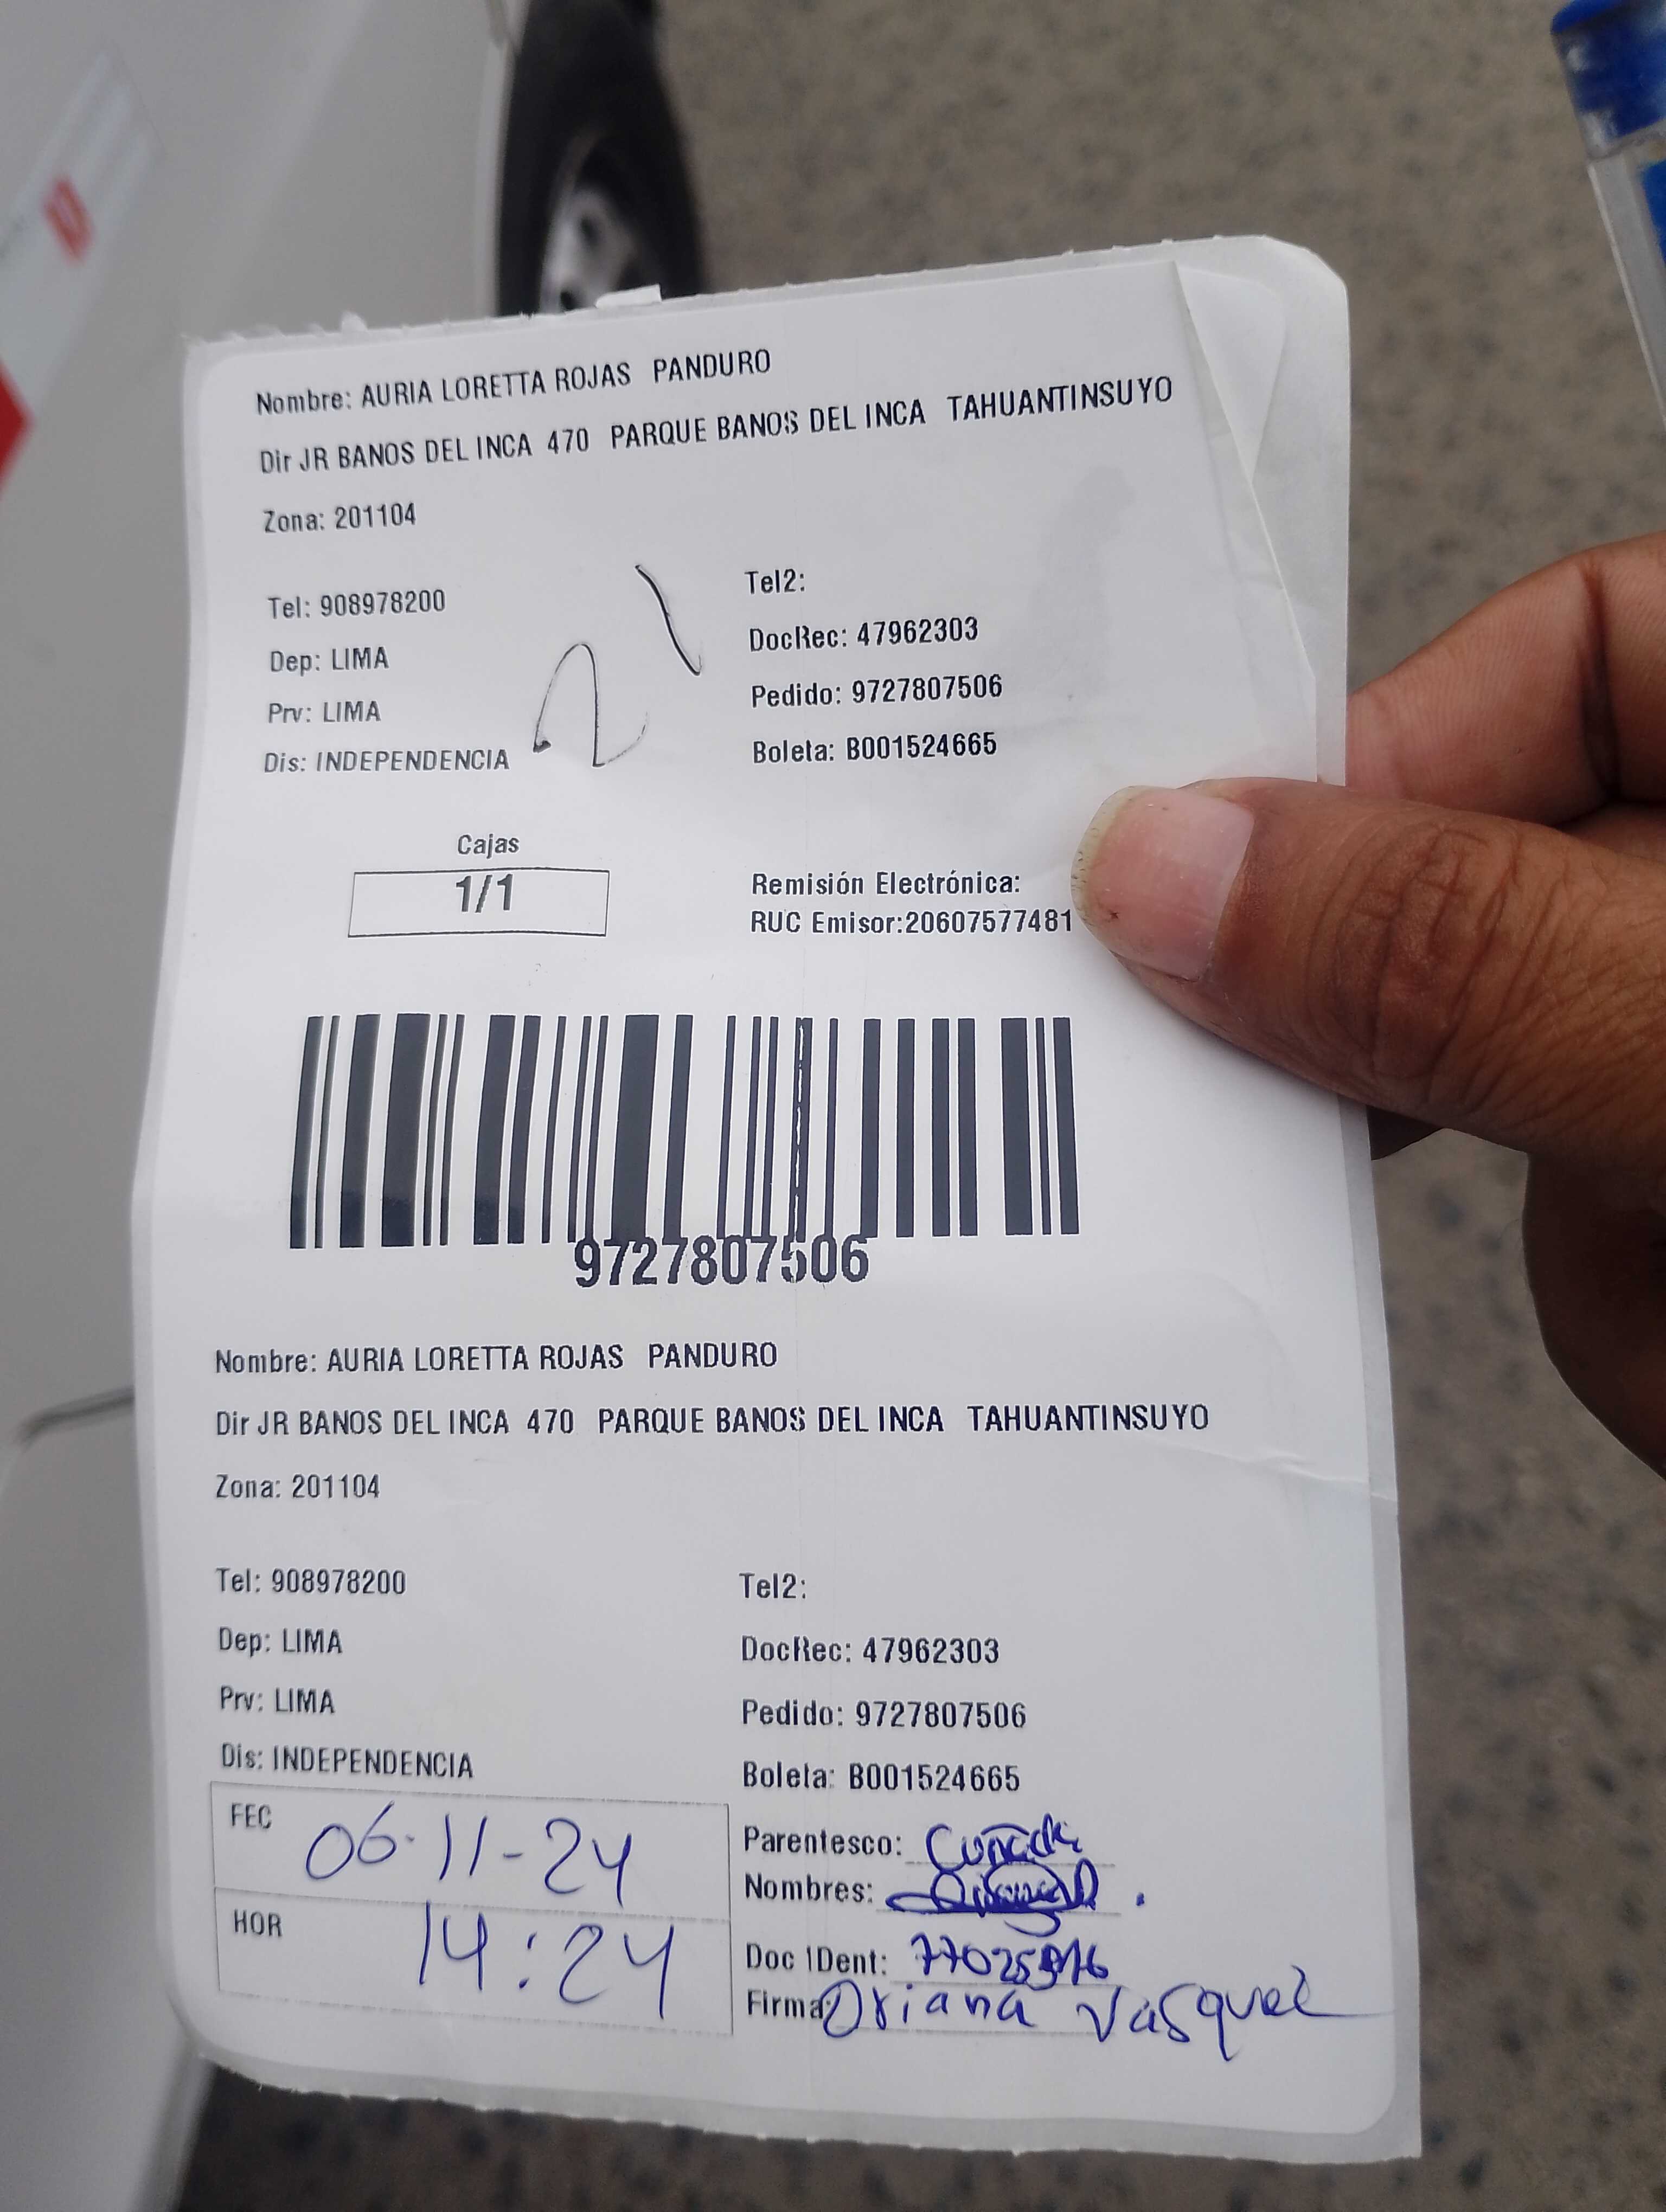 Nombre: AURIA LORETTA ROJAS PANDURO
Dir JR BANOS DEL INCA 470 PARQUE BANOS DEL INCA TAHUANTINSUYO
Zona: 201104
Tel: 908978200
Tel2:
Dep: LIMA
DocRec: 47962303
Prv: LIMA
Pedido: 9727807506
Dis: INDEPENDENCIA
Boleta: B001524665
Cajas
1/1
Remisión Electrónica:
RUC Emisor:20607577481
9727807506
Nombre: AURIA LORETTA ROJAS PANDURO
Dir JR BANOS DEL INCA 470 PARQUE BANOS DEL INCA TAHUANTINSUYO
Zona: 201104
Tel: 908978200
Tel2:
Dep: LIMA
DocRec: 47962303
Prv: LIMA
Pedido: 9727807506
Dis: INDEPENDENCIA
Boleta: B001524665
FEC 06-11-24
Parentesco: Cuñada
Nombres:
HOR 14:24
Doc IDent:
Firma: Oriana Vasquez